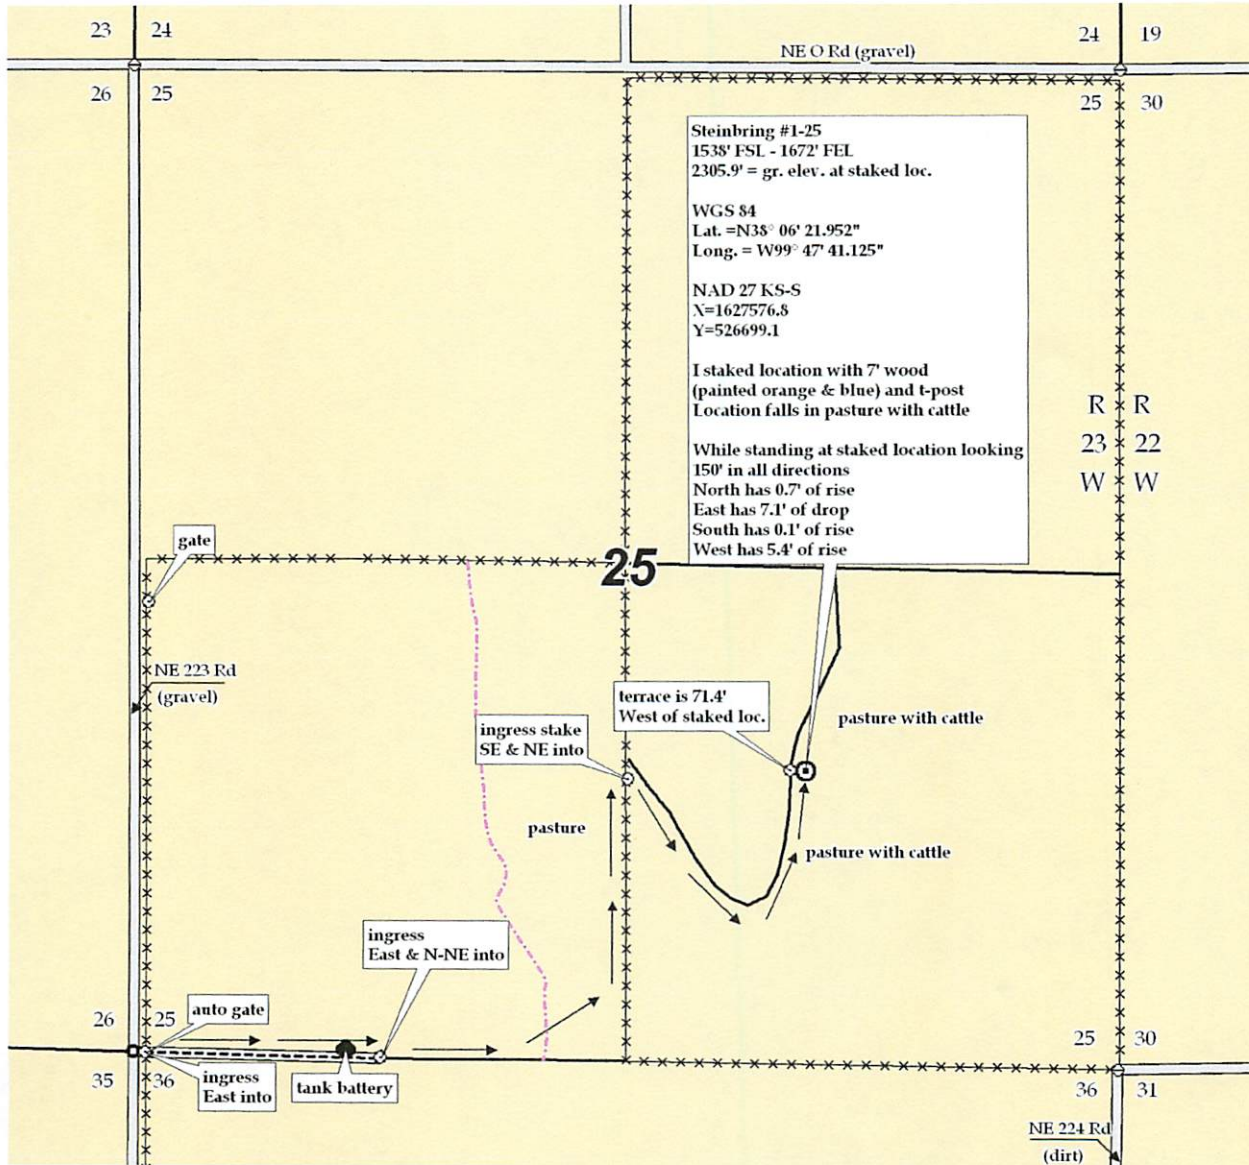 23 24
24 19
NE O Rd (gravel)
26 25
25 30
Steinbring #1-25
1538' FSL - 1672' FEL
2305.9' = gr. elev. at staked loc.
WGS 84
Lat. =N38° 06' 21.952"
Long. = W99° 47' 41.125"
NAD 27 KS-S
X=1627576.8
Y=526699.1
I staked location with 7' wood
(painted orange & blue) and t-post
Location falls in pasture with cattle
While standing at staked location looking
150' in all directions
North has 0.7' of rise
East has 7.1' of drop
South has 0.1' of rise
West has 5.4' of rise
R R
23 22
W W
gate
25
NE 223 Rd
(gravel)
terrace is 71.4'
West of staked loc.
pasture with cattle
ingress stake
SE & NE into
pasture
pasture with cattle
ingress
East & N-NE into
auto gate
26 25
25 30
35 36
ingress
East into
tank battery
36 31
NE 224 Rd
(dirt)